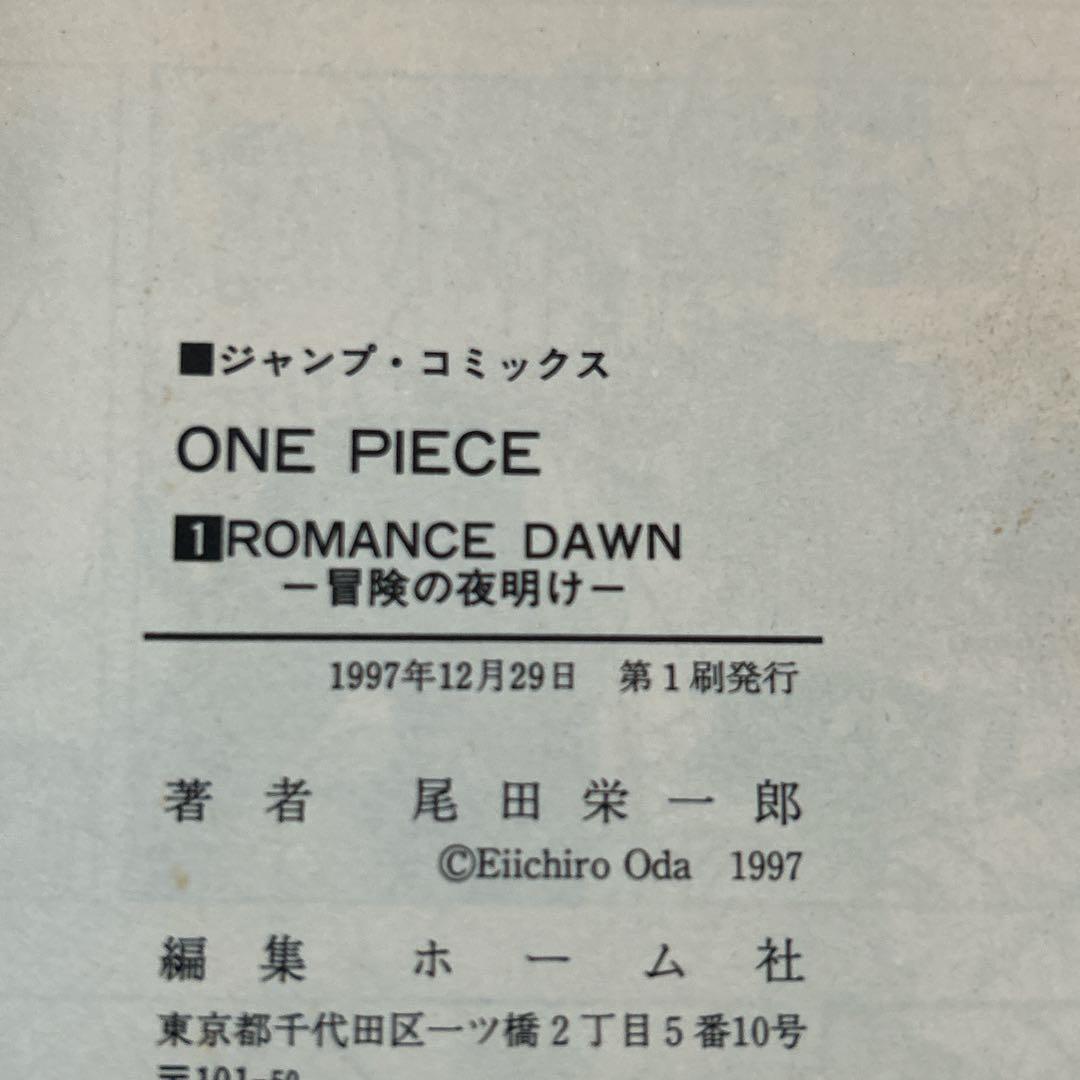 ■ジャンプ・コミックス
ONE PIECE
1 ROMANCE DAWN
ー冒険の夜明けー
1997年12月29日 第1刷発行
著者 尾田栄一郎
©Eiichiro Oda 1997
編集 ホーム社
東京都千代田区一ツ橋2丁目5番10号
〒101-50